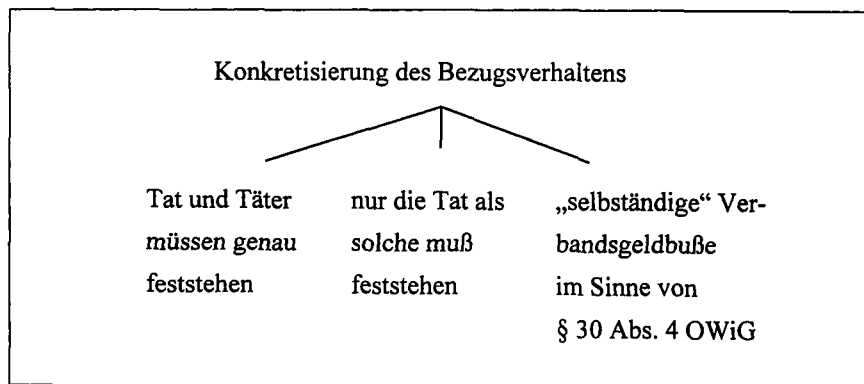 Konkretisierung des Bezugsverhaltens
Tat und Täter
müssen genau
feststehen
nur die Tat als
solche muß
feststehen
„selbständige“ Ver-
bandsgeldbuße
im Sinne von
§ 30 Abs. 4 OWiG